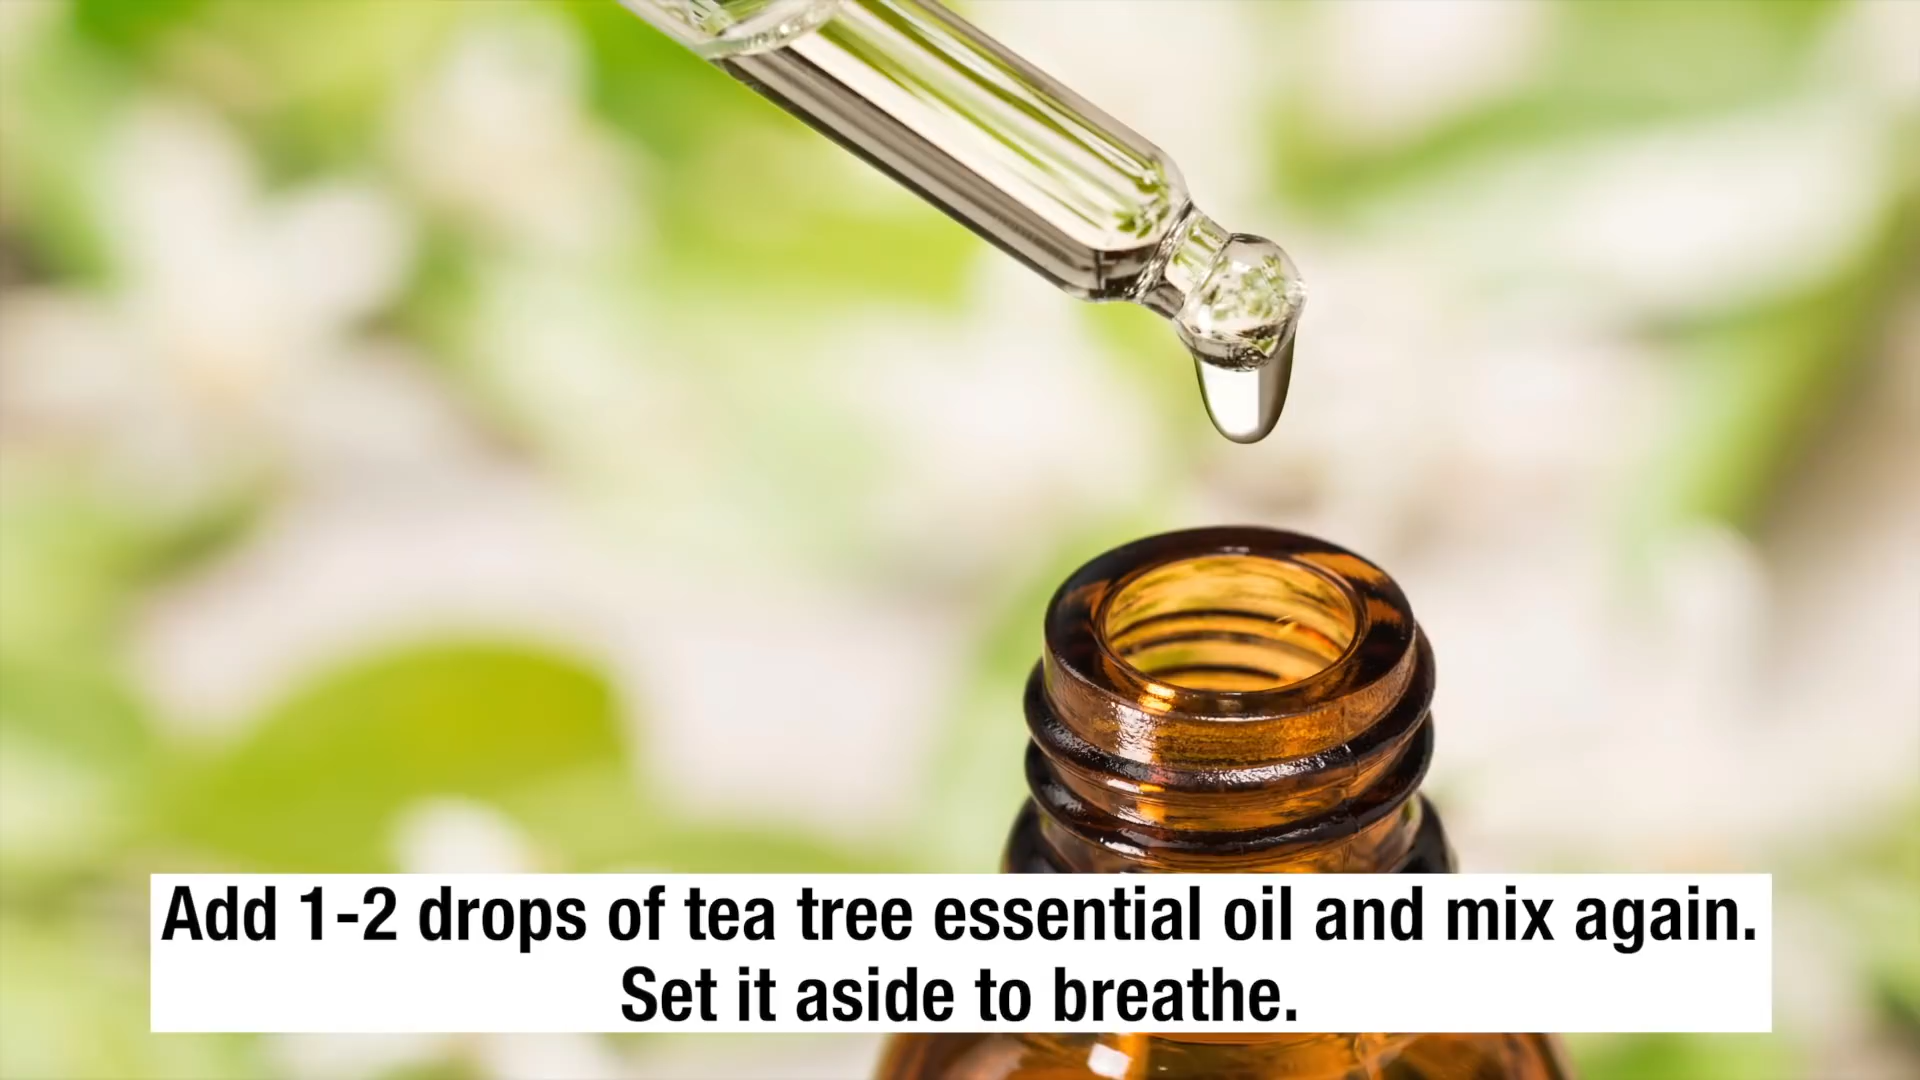 Add 1-2 drops of tea tree essential oil and mix again.
Set it aside to breathe.